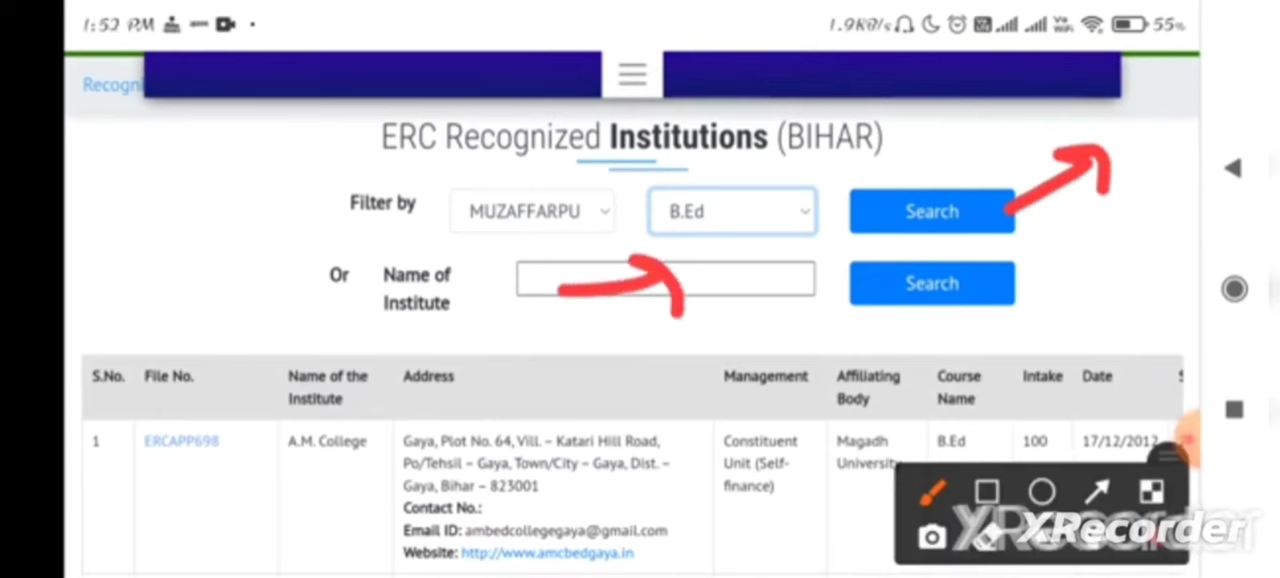 1:52 PM
1.9KB/s
55%
Recogni
ERC Recognized Institutions (BIHAR)
Filter by MUZAFFARPU B.Ed Search
Or Name of Institute Search
S.No. File No. Name of the Institute Address Management Affiliating Body Course Name Intake Date
1 ERCAPP698 A.M. College Gaya, Plot No. 64, Vill. – Katari Hill Road, Constituent Magadh B.Ed 100 17/12/2012
Po/Tehsil – Gaya, Town/City – Gaya, Dist. – Unit (Self- University
Gaya, Bihar – 823001 finance)
Contact No.:
Email ID: ambedcollegegaya@gmail.com
Website: http://www.amcbedgaya.in
XRecorder